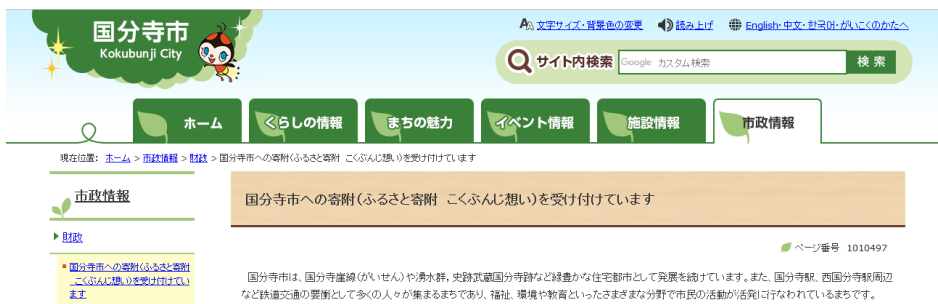 国分寺市
Kokubunji City
文字サイズ・背景色の変更 読み上げ English・中文・한국어・がいこくのかたへ
サイト内検索 Google カスタム検索 検索
ホーム くらしの情報 まちの魅力 イベント情報 施設情報 市政情報
現在位置: ホーム > 市政情報 > 財政 > 国分寺市への寄附(ふるさと寄附 こくぶんじ想い)を受け付けています
市政情報
国分寺市への寄附(ふるさと寄附 こくぶんじ想い)を受け付けています
財政
ページ番号 1010497
国分寺市への寄附(ふるさと寄附
こくぶんじ想い)を受け付けてい
ます
国分寺市は、国分寺崖線(がいせん)や湧水群、史跡武蔵国分寺跡など緑豊かな住宅都市として発展を続けています。また、国分寺駅、西国分寺駅周辺
など鉄道交通の要衝として多くの人々が集まるまちであり、福祉、環境や教育といったさまざまな分野で市民の活動が活発に行なわれているまちです。